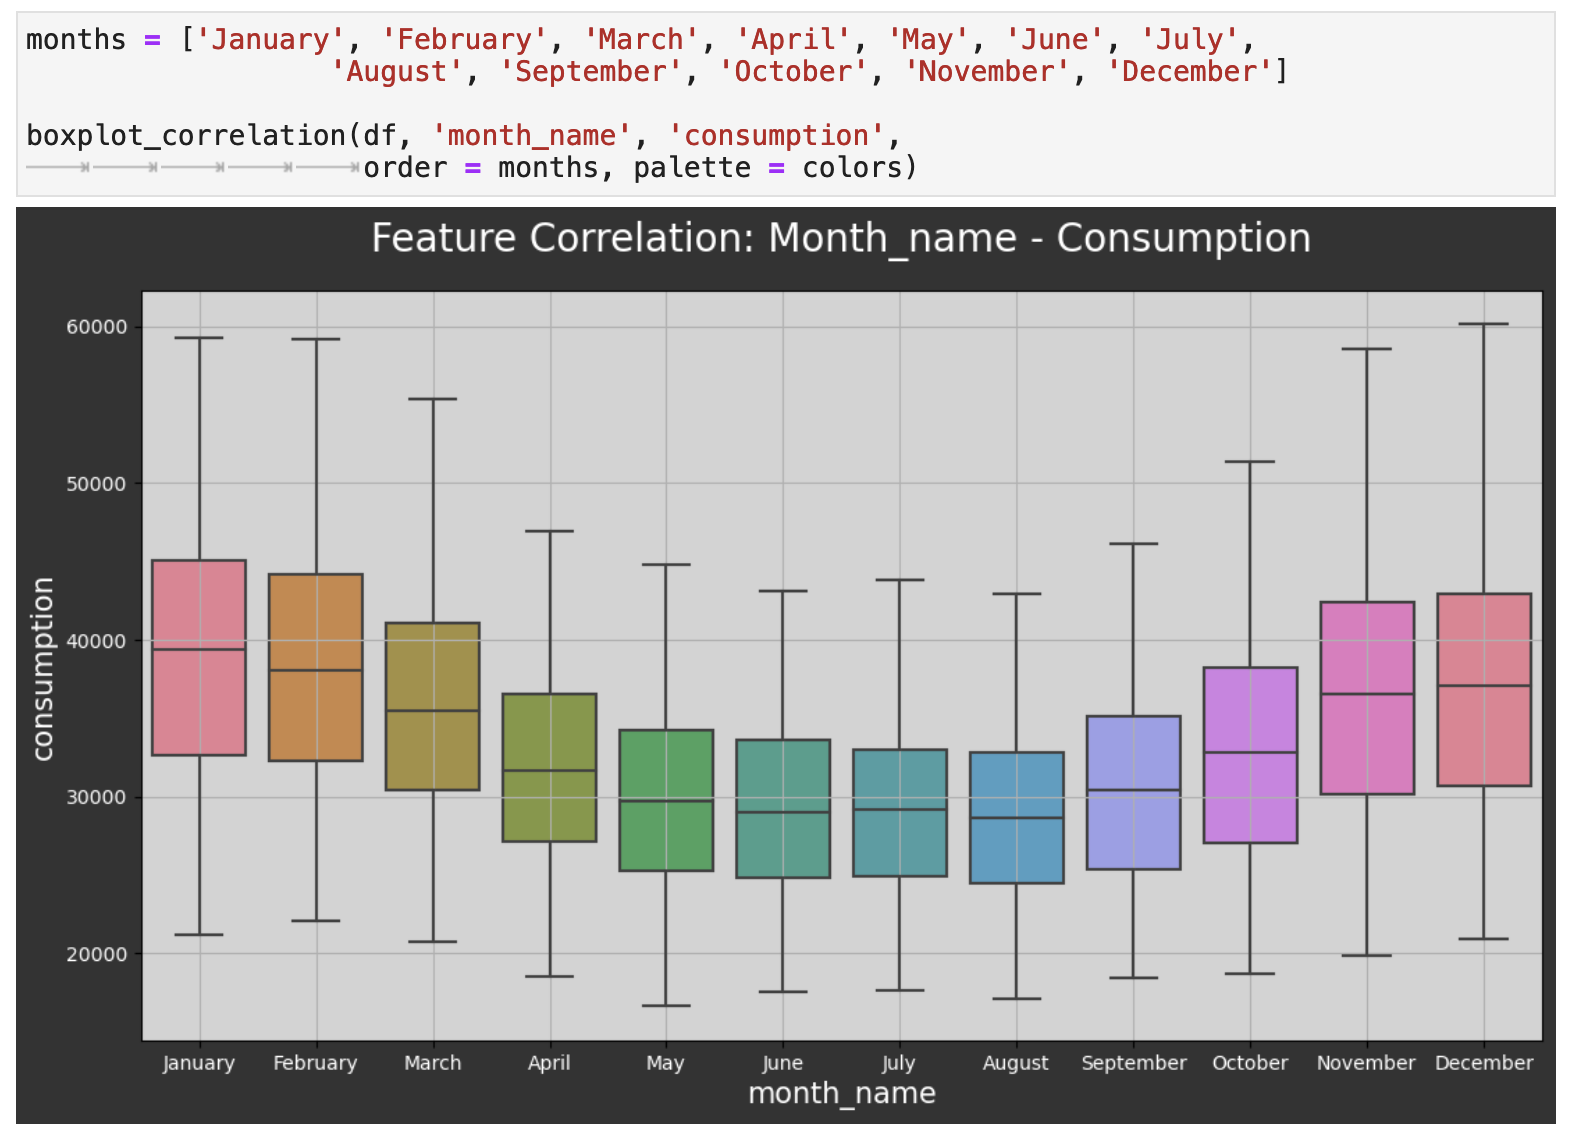 months = ['January', 'February', 'March', 'April', 'May', 'June', 'July',
'August', 'September', 'October', 'November', 'December']
boxplot_correlation(df, 'month_name', 'consumption',
order = months, palette = colors)
Feature Correlation: Month_name - Consumption
60000
50000
40000
30000
20000
consumption
January February March April May June July August September October November December
month_name